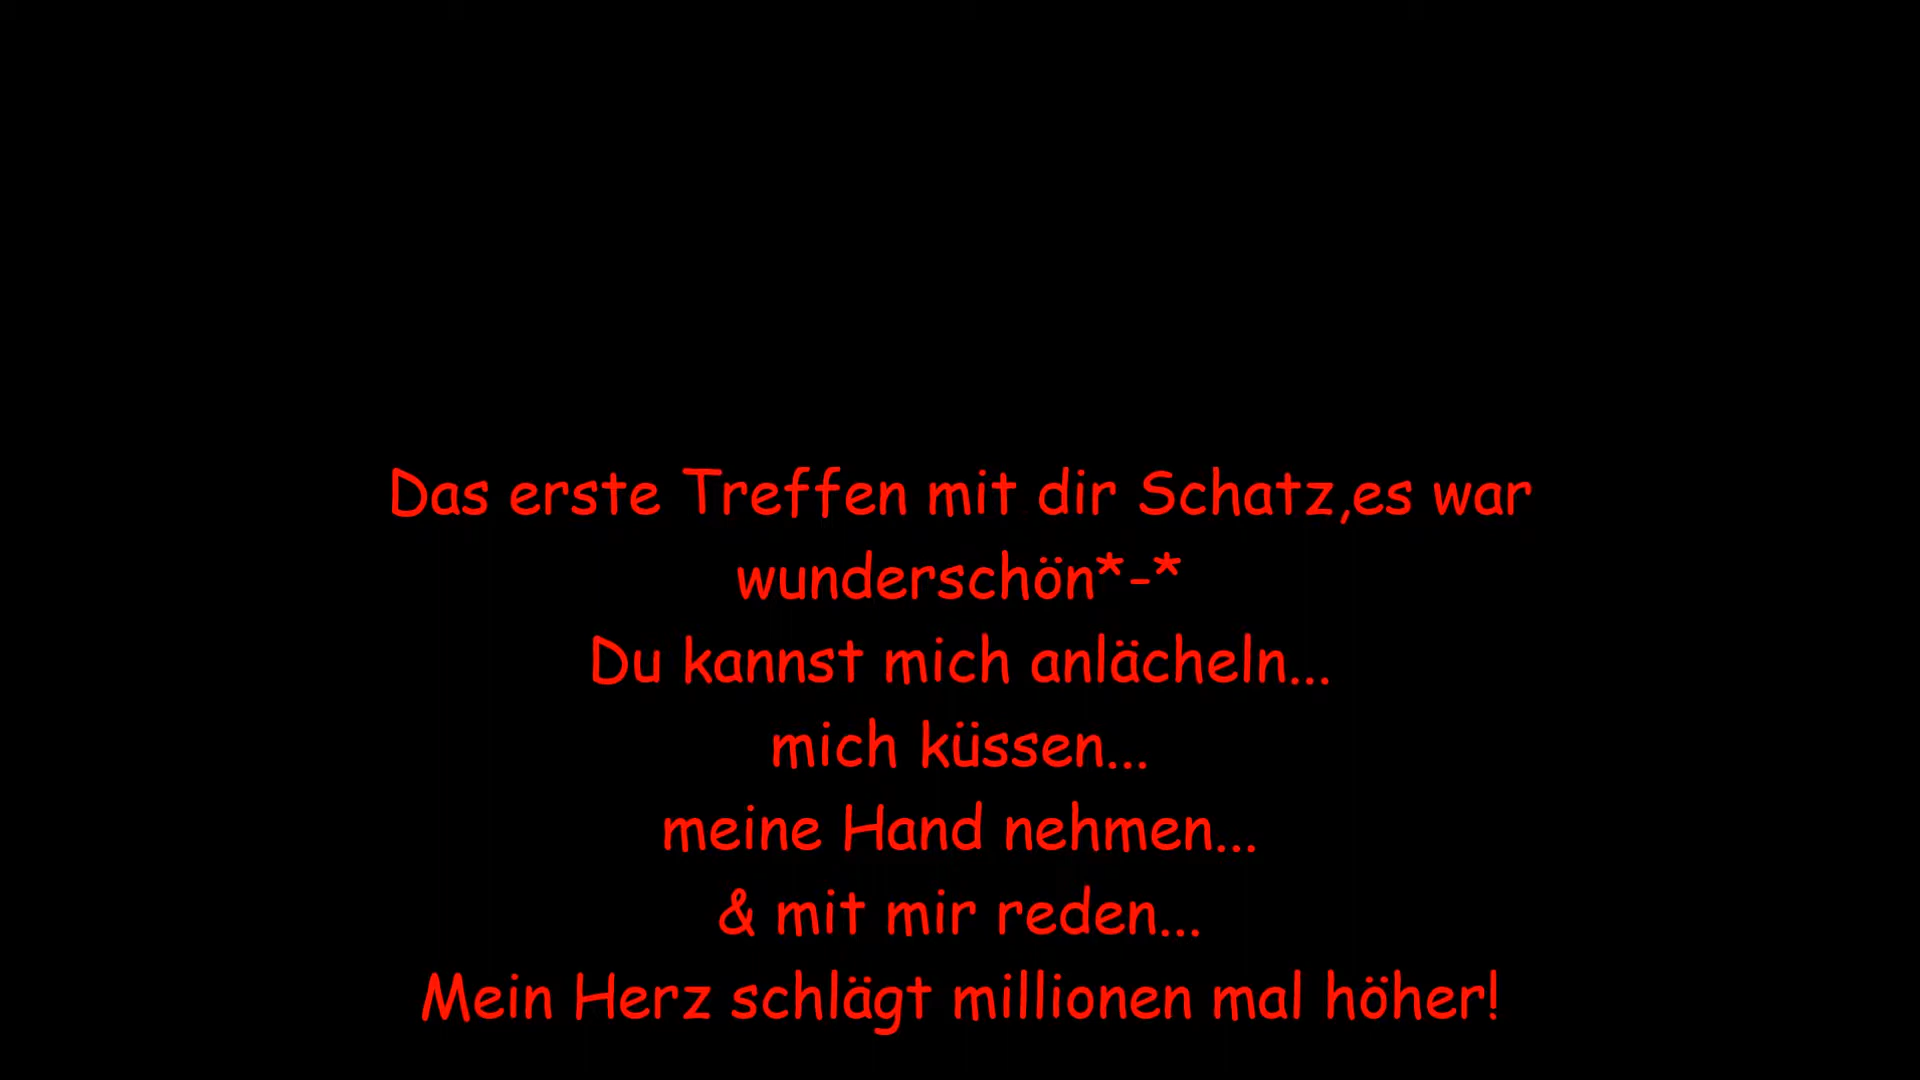 Das erste Treffen mit dir Schatz,es war
wunderschön*-*
Du kannst mich anlächeln...
mich küssen...
meine Hand nehmen...
& mit mir reden...
Mein Herz schlägt millionen mal höher!